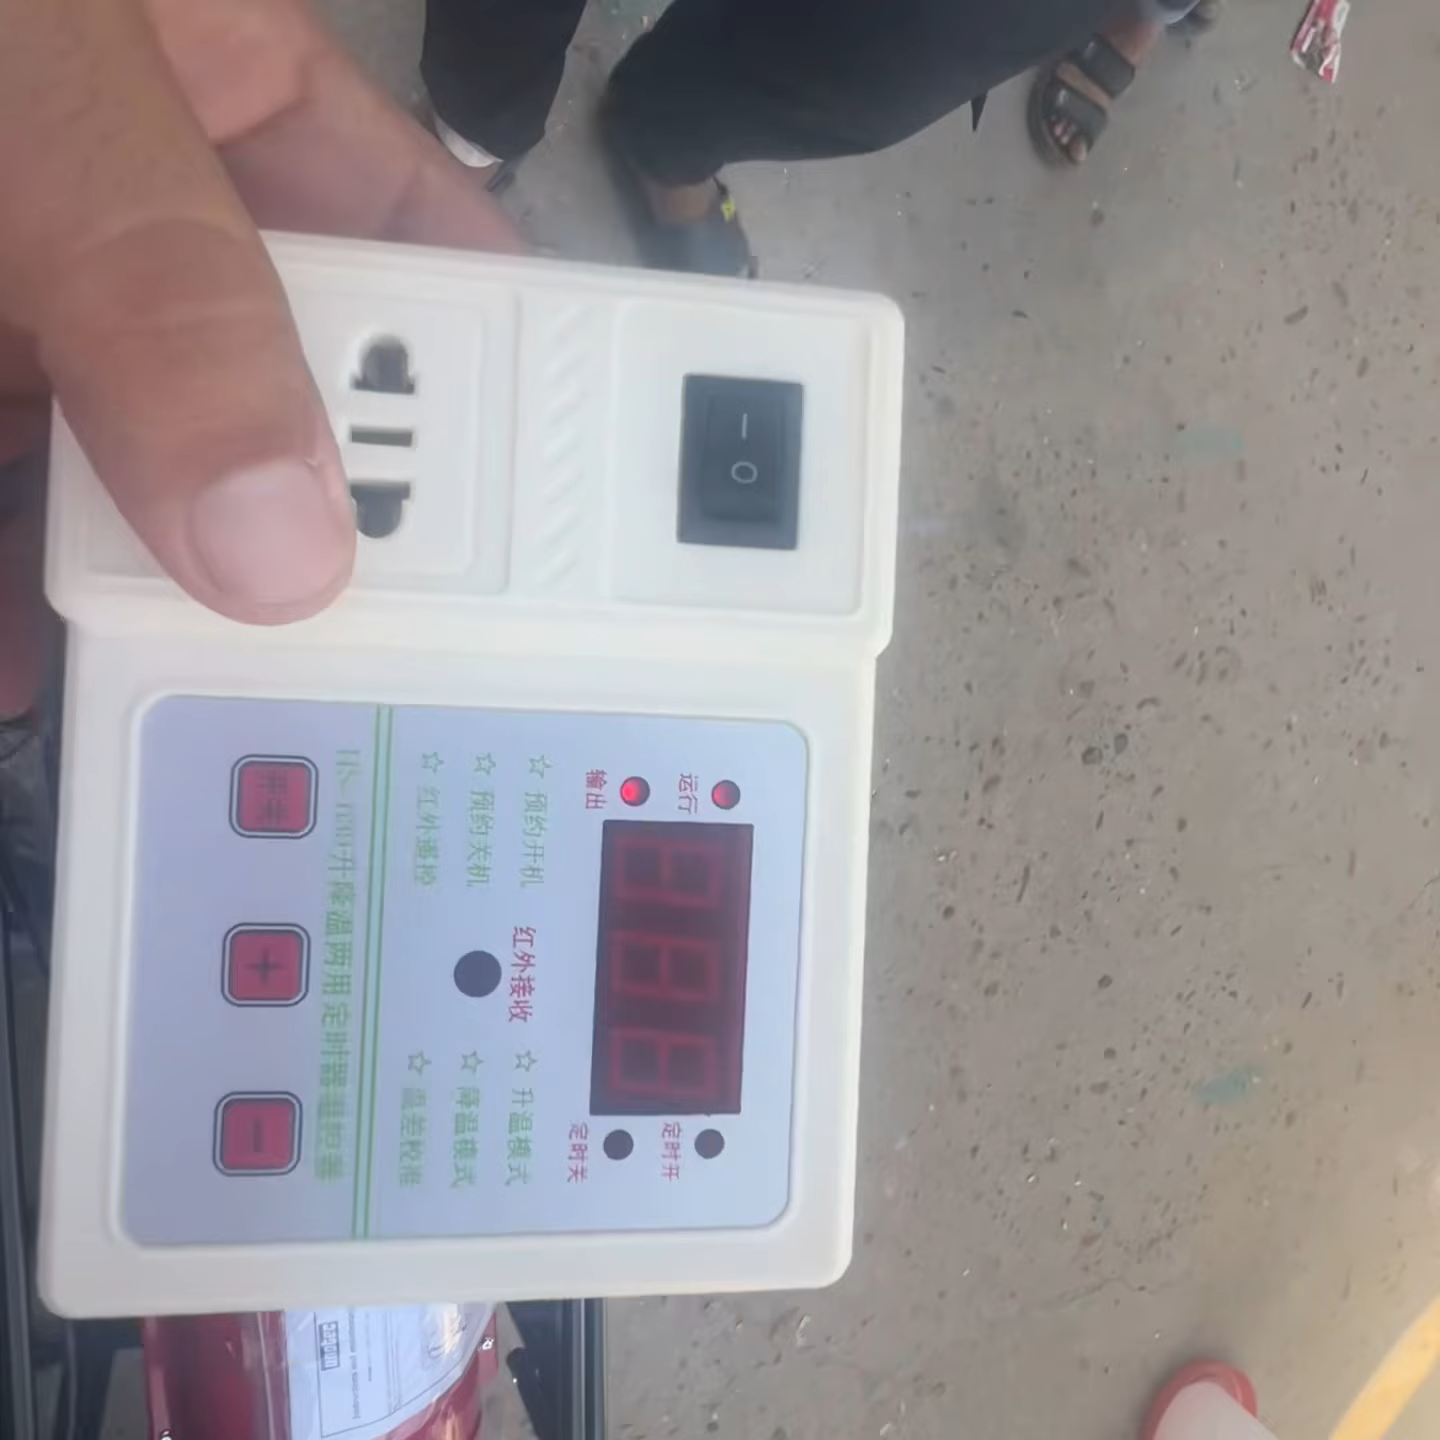 运行
输出
定时开
定时关
☆ 预约开机
☆ 预约关机
☆ 红外遥控
红外接收
☆ 升温模式
☆ 降温模式
☆ 温差校准
升降温两用定时器温控器
开关
+
−
I
O